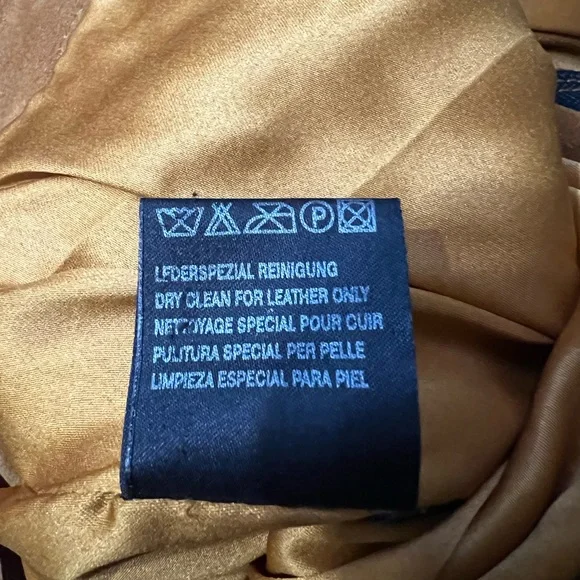 P
LEDERSPEZIAL REINIGUNG
DRY CLEAN FOR LEATHER ONLY
NETTOYAGE SPECIAL POUR CUIR
PULITURA SPECIAL PER PELLE
LIMPIEZA ESPECIAL PARA PIEL